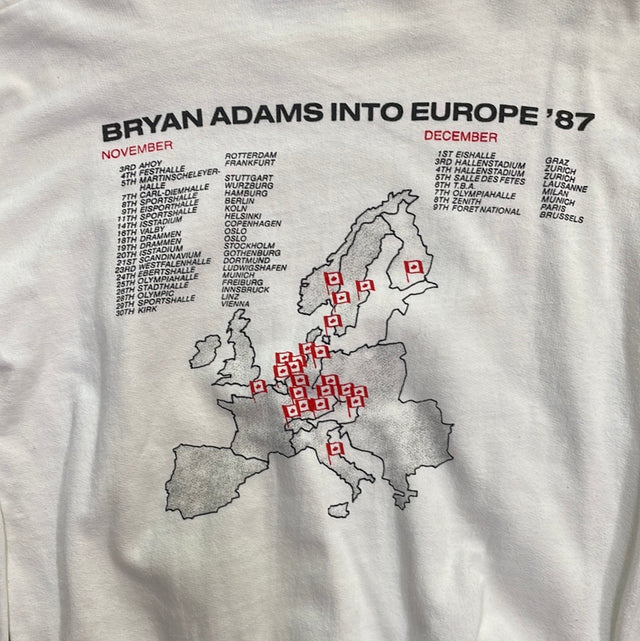 BRYAN ADAMS INTO EUROPE '87
NOVEMBER
3RD AHOY ROTTERDAM
4TH FESTHALLE FRANKFURT
5TH MARTINSCHELEYER-
HALLE STUTTGART
7TH CARL-DIEMHALLE WURZBURG
8TH SPORTSHALLE HAMBURG
9TH EISPORTHALLE BERLIN
11TH SPORTSHALLE KOLN
14TH ISSTADIUM HELSINKI
16TH VALBY COPENHAGEN
18TH DRAMMEN OSLO
19TH DRAMMEN OSLO
20TH ISSTADIUM STOCKHOLM
21ST SCANDINAVIUM GOTHENBURG
23RD WESTFALENHALLE DORTMUND
24TH EBERTSHALLE LUDWIGSHAFEN
25TH OLYMPIAHALLE MUNICH
26TH STADTHALLE FREIBURG
28TH OLYMPIC INNSBRUCK
29TH SPORTSHALLE LINZ
30TH KIRK VIENNA
DECEMBER
1ST EISHALLE GRAZ
3RD HALLENSTADIUM ZURICH
4TH HALLENSTADIUM ZURICH
5TH SALLE DES FETES LAUSANNE
6TH T.B.A. MILAN
7TH OLYMPIAHALLE MUNICH
8TH ZENITH PARIS
9TH FORET NATIONAL BRUSSELS